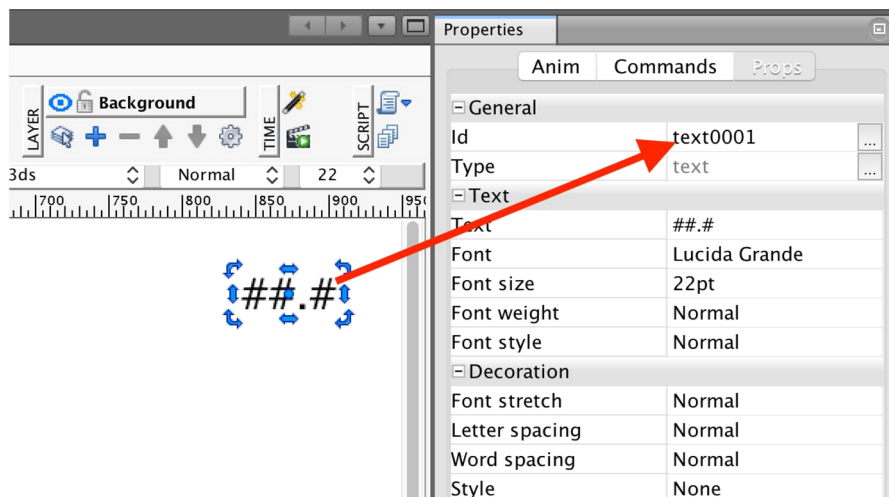 Properties
Anim Commands Props
LAYER Background TIME SCRIPT
General
Id text0001 ...
Type text ...
3ds Normal 22
700 750 800 850 900 950
Text
Text ##.#
Font Lucida Grande
##.#
Font size 22pt
Font weight Normal
Font style Normal
Decoration
Font stretch Normal
Letter spacing Normal
Word spacing Normal
Style None